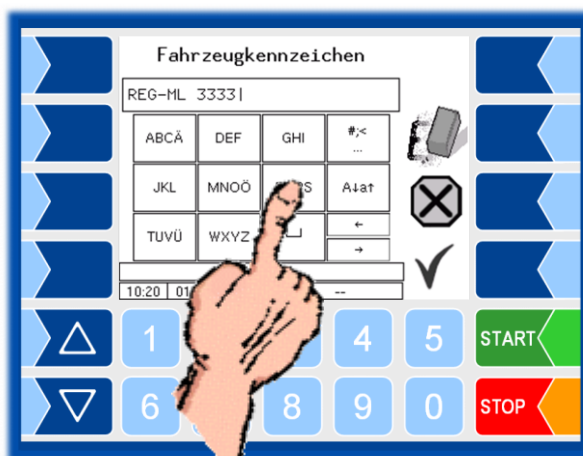 Fahrzeugkennzeichen
REG-ML 3333
ABCÄ DEF GHI #;<
...
JKL MNOÖ S A↓a↑
TUVÜ WXYZ ←
→
10:20 01 --
1 4 5 START
6 8 9 0 STOP